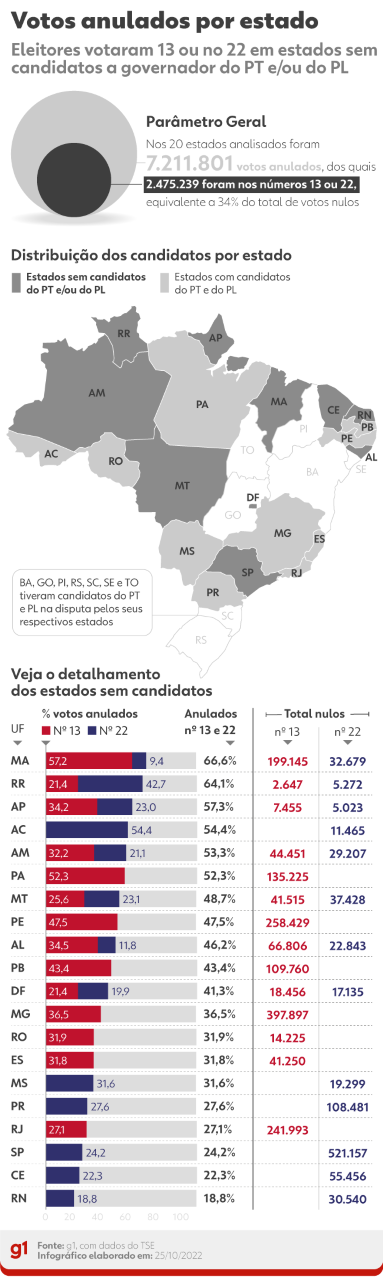 Votos anulados por estado
Eleitores votaram 13 ou no 22 em estados sem
candidatos a governador do PT e/ou do PL
Parâmetro Geral
Nos 20 estados analisados foram
7.211.801 votos anulados, dos quais
2.475.239 foram nos números 13 ou 22,
equivalente a 34% do total de votos nulos
Distribuição dos candidatos por estado
Estados sem candidatos
do PT e/ou do PL
Estados com candidatos
do PT e do PL
RR
AP
AM
PA
MA
CE
RN
PB
PE
AL
SE
PI
TO
BA
AC
RO
MT
DF
GO
MG
ES
MS
SP
RJ
PR
SC
RS
BA, GO, PI, RS, SC, SE e TO
tiveram candidatos do PT
e PL na disputa pelos seus
respectivos estados
Veja o detalhamento
dos estados sem candidatos
% votos anulados Anulados Total nulos
UF Nº 13 Nº 22 nº 13 e 22 nº 13 nº 22
MA 57,2 9,4 66,6% 199.145 32.679
RR 21,4 42,7 64,1% 2.647 5.272
AP 34,2 23,0 57,3% 7.455 5.023
AC 54,4 54,4% 11.465
AM 32,2 21,1 53,3% 44.451 29.207
PA 52,3 52,3% 135.225
MT 25,6 23,1 48,7% 41.515 37.428
PE 47,5 47,5% 258.429
AL 34,5 11,8 46,2% 66.806 22.843
PB 43,4 43,4% 109.760
DF 21,4 19,9 41,3% 18.456 17.135
MG 36,5 36,5% 397.897
RO 31,9 31,9% 14.225
ES 31,8 31,8% 41.250
MS 31,6 31,6% 19.299
PR 27,6 27,6% 108.481
RJ 27,1 27,1% 241.993
SP 24,2 24,2% 521.157
CE 22,3 22,3% 55.456
RN 18,8 18,8% 30.540
0 20 40 60 80 100
g1
Fonte: g1, com dados do TSE
Infográfico elaborado em: 25/10/2022